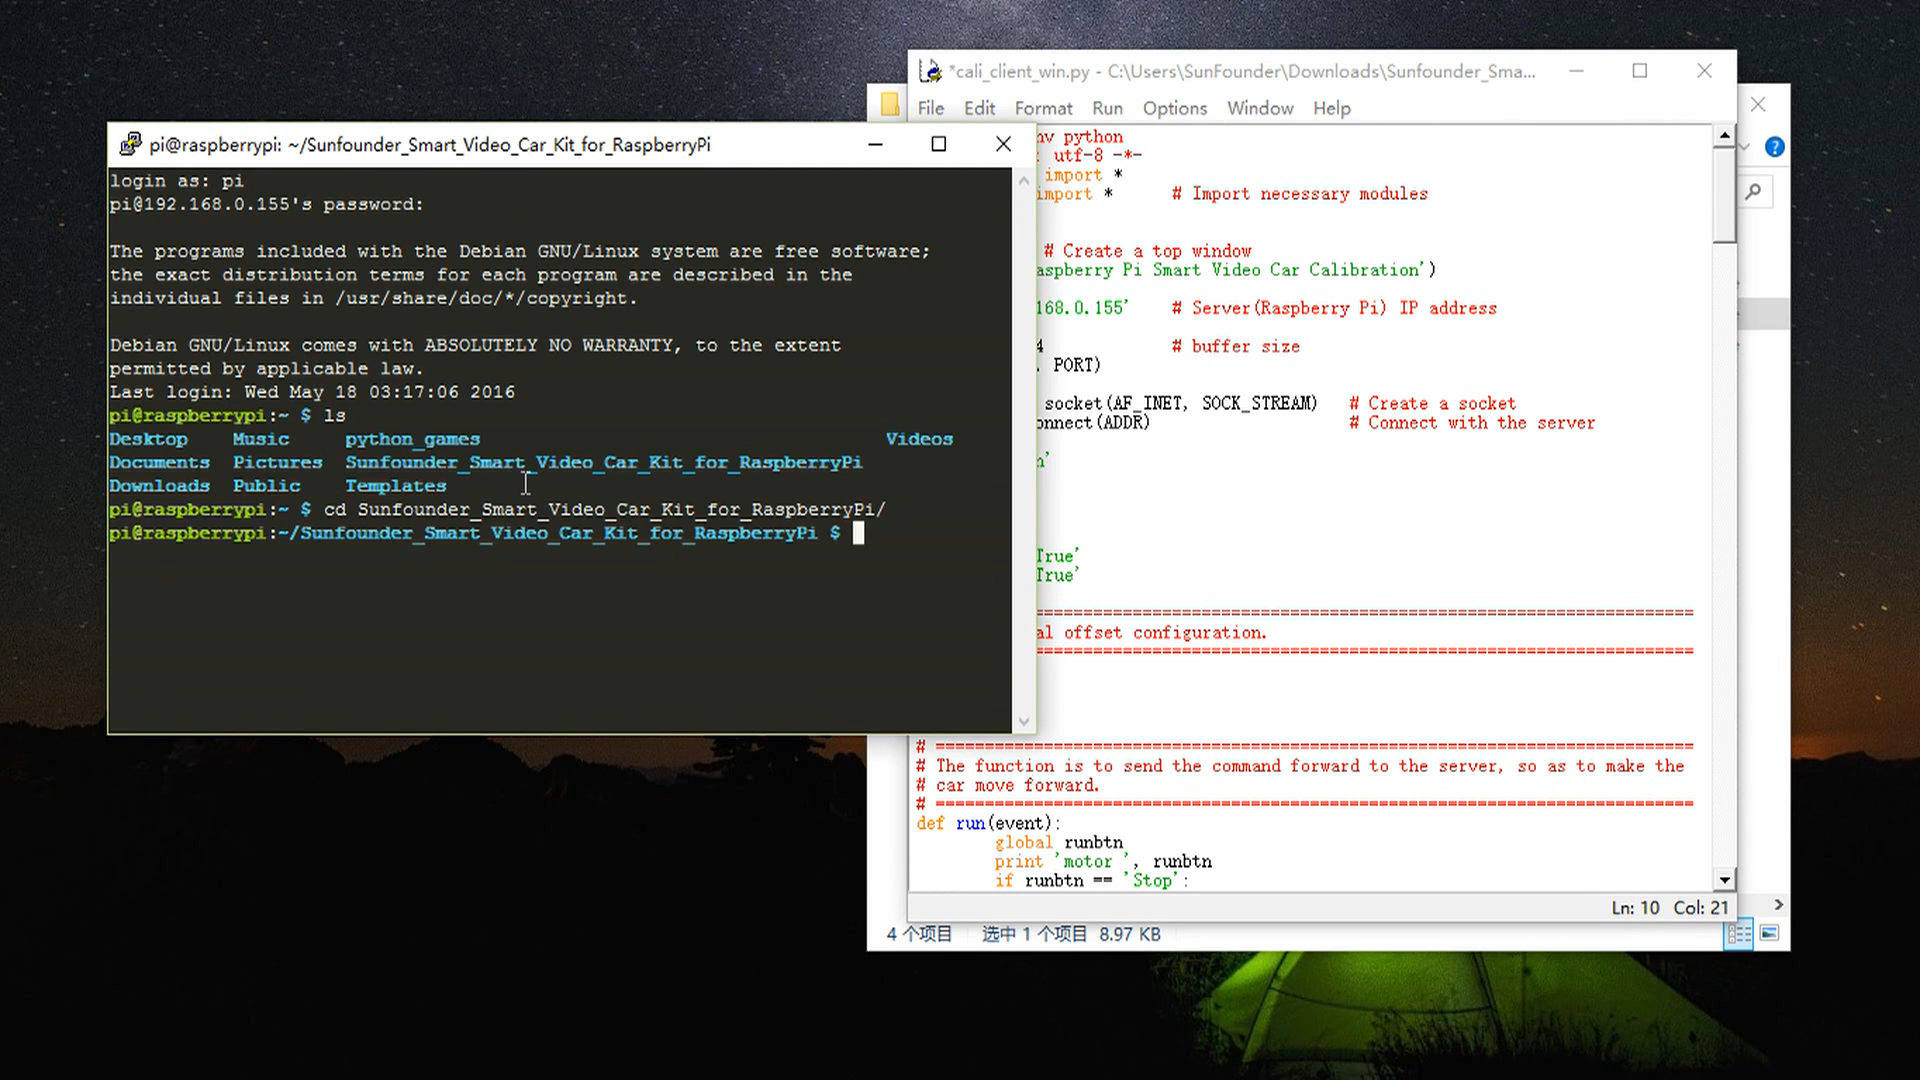 pi@raspberrypi: ~/Sunfounder_Smart_Video_Car_Kit_for_RaspberryPi
login as: pi
pi@192.168.0.155's password:
The programs included with the Debian GNU/Linux system are free software;
the exact distribution terms for each program are described in the
individual files in /usr/share/doc/*/copyright.
Debian GNU/Linux comes with ABSOLUTELY NO WARRANTY, to the extent
permitted by applicable law.
Last login: Wed May 18 03:17:06 2016
pi@raspberrypi:~ $ ls
Desktop Music python_games Videos
Documents Pictures Sunfounder_Smart_Video_Car_Kit_for_RaspberryPi
Downloads Public Templates
pi@raspberrypi:~ $ cd Sunfounder_Smart_Video_Car_Kit_for_RaspberryPi/
pi@raspberrypi:~/Sunfounder_Smart_Video_Car_Kit_for_RaspberryPi $
*cali_client_win.py - C:\Users\SunFounder\Downloads\Sunfounder_Sma...
File Edit Format Run Options Window Help
nv python
: utf-8 -*-
import *
import * # Import necessary modules
# Create a top window
aspberry Pi Smart Video Car Calibration')
168.0.155' # Server(Raspberry Pi) IP address
4 # buffer size
, PORT)
socket(AF_INET, SOCK_STREAM) # Create a socket
onnect(ADDR) # Connect with the server
n'
True'
True'
=============================================================================
al offset configuration.
=============================================================================
# =============================================================================
# The function is to send the command forward to the server, so as to make the
# car move forward.
# =============================================================================
def run(event):
global runbtn
print 'motor ', runbtn
if runbtn == 'Stop':
Ln: 10 Col: 21
4 个项目 选中 1 个项目 8.97 KB